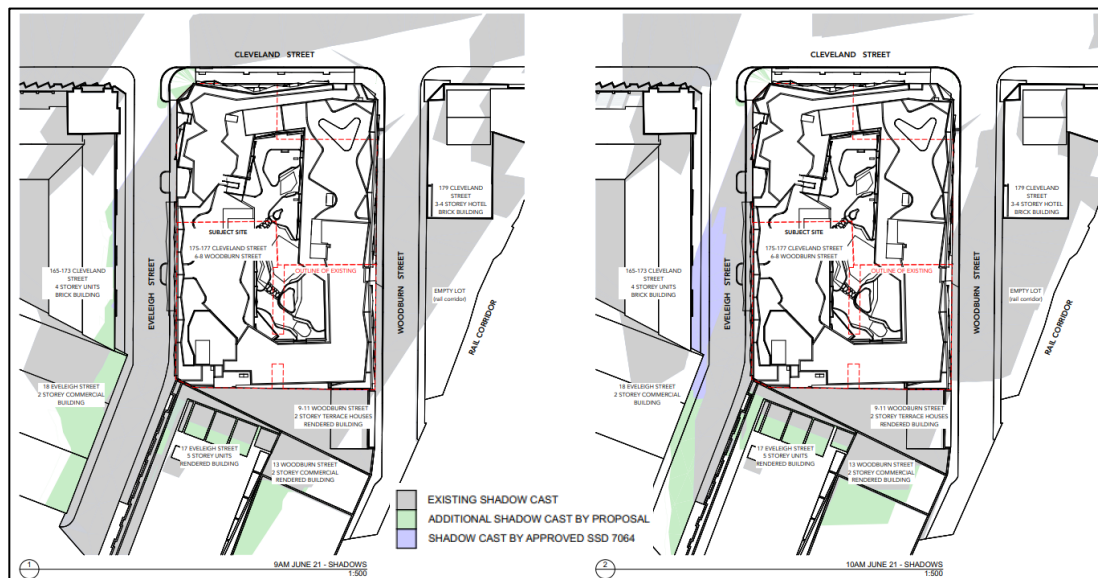 CLEVELAND STREET
179 CLEVELAND
STREET
3-4 STOREY HOTEL
BRICK BUILDING
SUBJECT SITE
175-177 CLEVELAND STREET
6-8 WOODBURN STREET
165-173 CLEVELAND
STREET
4 STOREY UNITS
BRICK BUILDING
EVELEIGH STREET
OUTLINE OF EXISTING
WOODBURN STREET
EMPTY LOT
(rail corridor)
RAIL CORRIDOR
18 EVELEIGH STREET
2 STOREY COMMERCIAL
BUILDING
9-11 WOODBURN STREET
2 STOREY TERRACE HOUSES
RENDERED BUILDING
17 EVELEIGH STREET
5 STOREY UNITS
RENDERED BUILDING
13 WOODBURN STREET
2 STOREY COMMERCIAL
RENDERED BUILDING
1
9AM JUNE 21 - SHADOWS
1:500
EXISTING SHADOW CAST
ADDITIONAL SHADOW CAST BY PROPOSAL
SHADOW CAST BY APPROVED SSD 7064
CLEVELAND STREET
179 CLEVELAND
STREET
3-4 STOREY HOTEL
BRICK BUILDING
SUBJECT SITE
175-177 CLEVELAND STREET
6-8 WOODBURN STREET
165-173 CLEVELAND
STREET
4 STOREY UNITS
BRICK BUILDING
EVELEIGH STREET
OUTLINE OF EXISTING
WOODBURN STREET
EMPTY LOT
(rail corridor)
RAIL CORRIDOR
18 EVELEIGH STREET
2 STOREY COMMERCIAL
BUILDING
9-11 WOODBURN STREET
2 STOREY TERRACE HOUSES
RENDERED BUILDING
17 EVELEIGH STREET
5 STOREY UNITS
RENDERED BUILDING
13 WOODBURN STREET
2 STOREY COMMERCIAL
RENDERED BUILDING
2
10AM JUNE 21 - SHADOWS
1:500